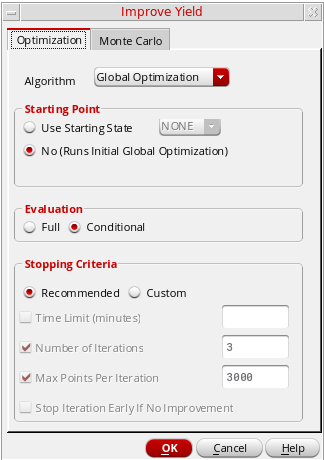 Improve Yield
Optimization Monte Carlo
Algorithm Global Optimization
Starting Point
Use Starting State NONE
No (Runs Initial Global Optimization)
Evaluation
Full Conditional
Stopping Criteria
Recommended Custom
Time Limit (minutes)
Number of Iterations 3
Max Points Per Iteration 3000
Stop Iteration Early If No Improvement
OK Cancel Help